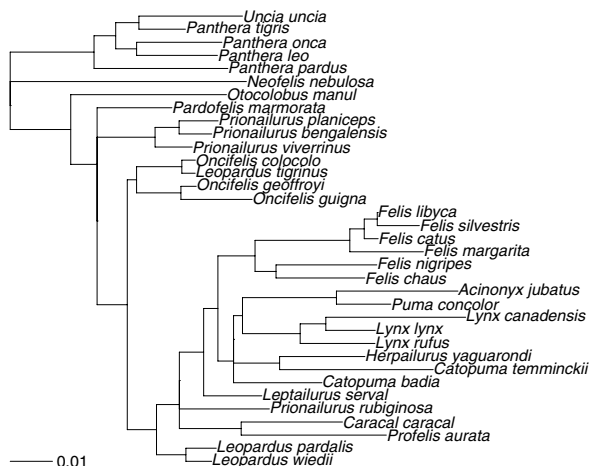 Uncia uncia
Panthera tigris
Panthera onca
Panthera leo
Panthera pardus
Neofelis nebulosa
Otocolobus manul
Pardofelis marmorata
Prionailurus planiceps
Prionailurus bengalensis
Prionailurus viverrinus
Oncifelis colocolo
Leopardus tigrinus
Oncifelis geoffroyi
Oncifelis guigna
Felis libyca
Felis silvestris
Felis catus
Felis margarita
Felis nigripes
Felis chaus
Acinonyx jubatus
Puma concolor
Lynx canadensis
Lynx lynx
Lynx rufus
Herpailurus yaguarondi
Catopuma temminckii
Catopuma badia
Leptailurus serval
Prionailurus rubiginosa
Caracal caracal
Profelis aurata
Leopardus pardalis
Leopardus wiedii
0.01